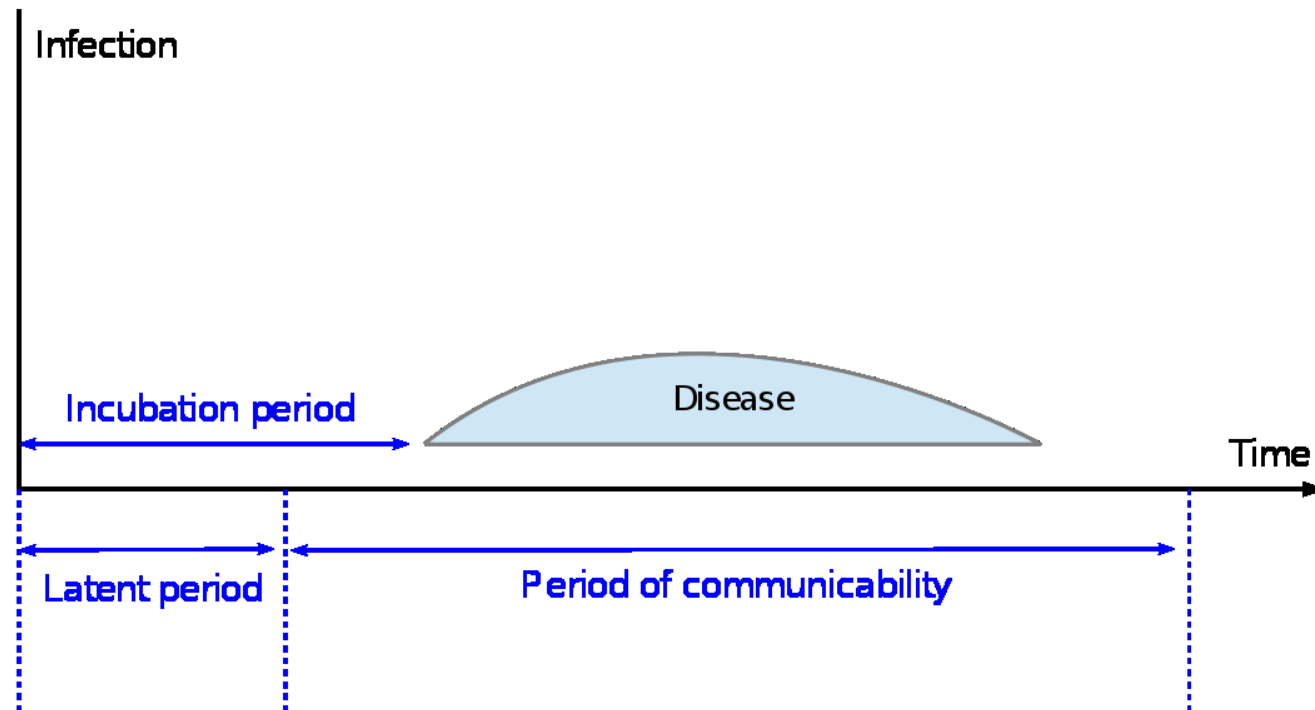 Infection
Disease
Incubation period
Time
Latent period
Period of communicability